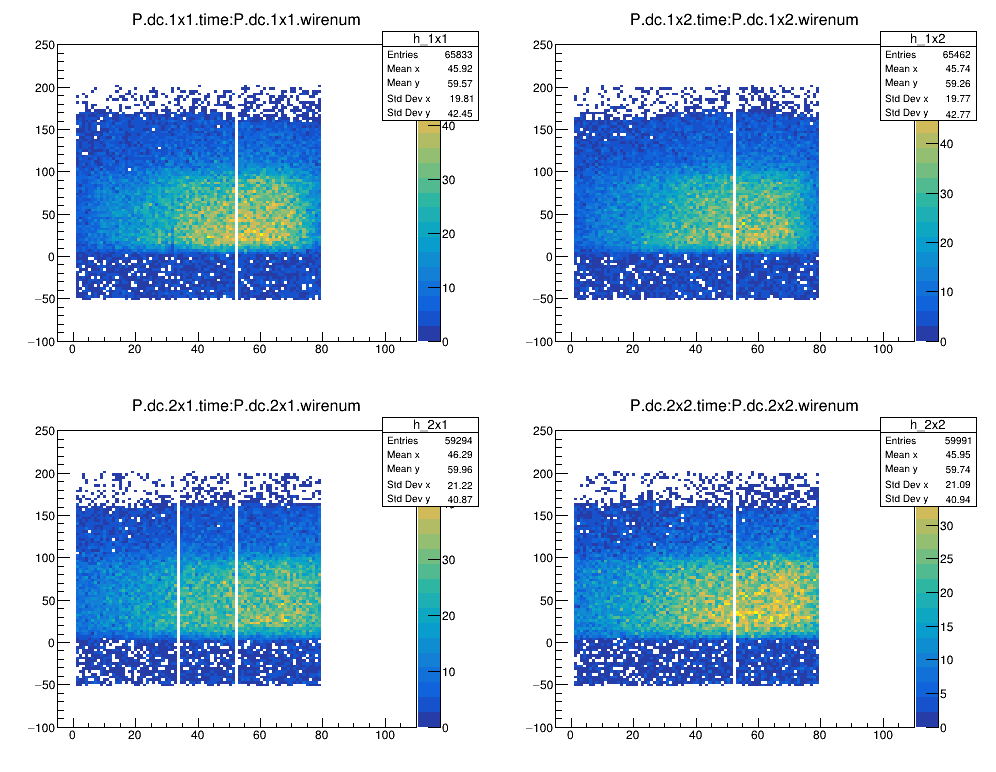 P.dc.1x1.time:P.dc.1x1.wirenum
h_1x1
Entries 65833
Mean x 45.92
Mean y 59.57
Std Dev x 19.81
Std Dev y 42.45
250
200
150
100
50
0
−50
−100
0 20 40 60 80 100
40
30
20
10
0
P.dc.1x2.time:P.dc.1x2.wirenum
h_1x2
Entries 65462
Mean x 45.74
Mean y 59.26
Std Dev x 19.77
Std Dev y 42.77
250
200
150
100
50
0
−50
−100
0 20 40 60 80 100
40
30
20
10
0
P.dc.2x1.time:P.dc.2x1.wirenum
h_2x1
Entries 59294
Mean x 46.29
Mean y 59.96
Std Dev x 21.22
Std Dev y 40.87
250
200
150
100
50
0
−50
−100
0 20 40 60 80 100
30
20
10
0
P.dc.2x2.time:P.dc.2x2.wirenum
h_2x2
Entries 59991
Mean x 45.95
Mean y 59.74
Std Dev x 21.09
Std Dev y 40.94
250
200
150
100
50
0
−50
−100
0 20 40 60 80 100
30
25
20
15
10
5
0